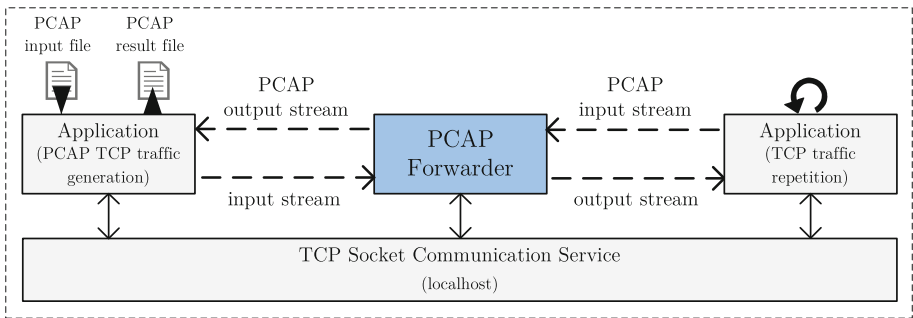 PCAP
input file
PCAP
result file
PCAP
output stream
PCAP
input stream
Application
(PCAP TCP traffic
generation)
PCAP
Forwarder
Application
(TCP traffic
repetition)
input stream
output stream
TCP Socket Communication Service
(localhost)